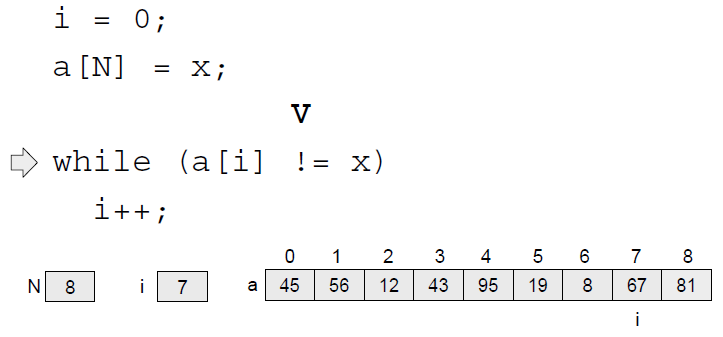 i = 0;
a[N] = x;
V
while (a[i] != x)
i++;
0 1 2 3 4 5 6 7 8
N 8 i 7 a 45 56 12 43 95 19 8 67 81
i